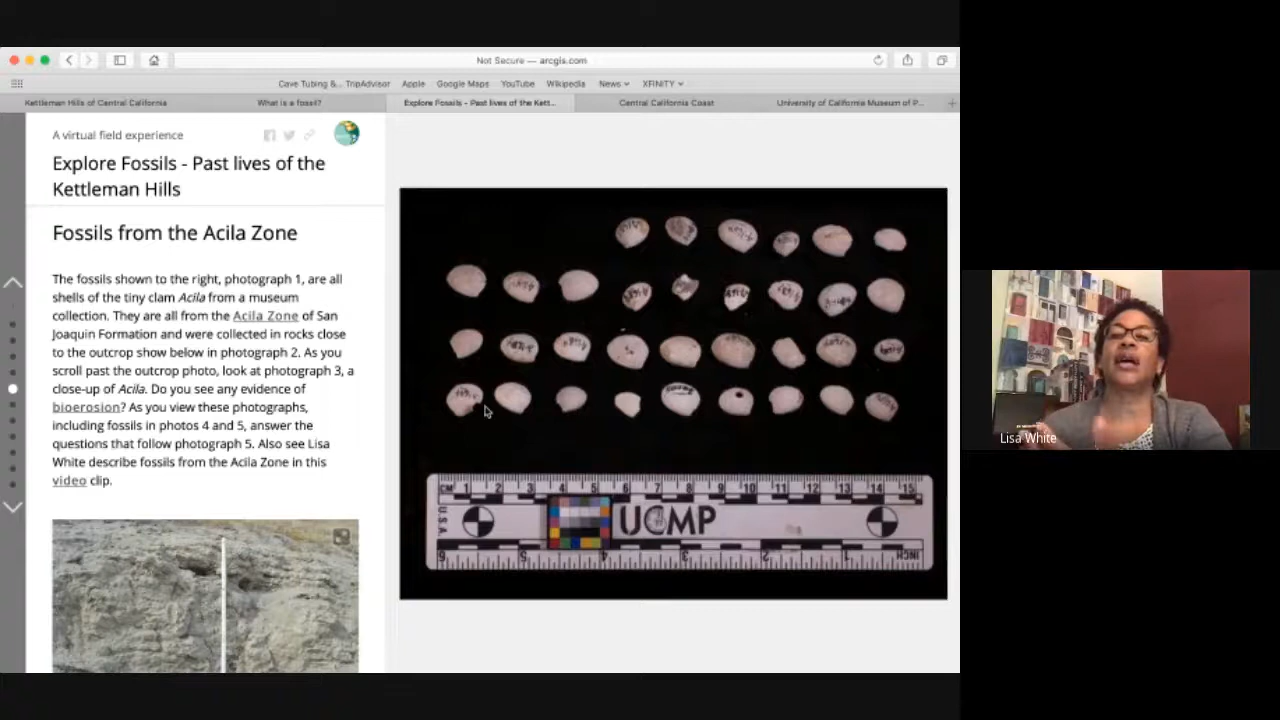 Not Secure — arcgis.com
Cave Tubing &... TripAdvisor Apple Google Maps YouTube Wikipedia News XFINITY
Kettleman Hills of Central California What is a fossil? Explore Fossils - Past lives of the Kett... Central California Coast University of California Museum of P...
A virtual field experience
Explore Fossils - Past lives of the
Kettleman Hills
Fossils from the Acila Zone
The fossils shown to the right, photograph 1, are all
shells of the tiny clam Acila from a museum
collection. They are all from the Acila Zone of San
Joaquin Formation and were collected in rocks close
to the outcrop show below in photograph 2. As you
scroll past the outcrop photo, look at photograph 3, a
close-up of Acila. Do you see any evidence of
bioerosion? As you view these photographs,
including fossils in photos 4 and 5, answer the
questions that follow photograph 5. Also see Lisa
White describe fossils from the Acila Zone in this
video clip.
CM 1 2 3 4 5 6 7 8 9 10 11 12 13 14 15
U.S.A.
UCMP
6 5 4 3 2 1 INCH
Lisa White